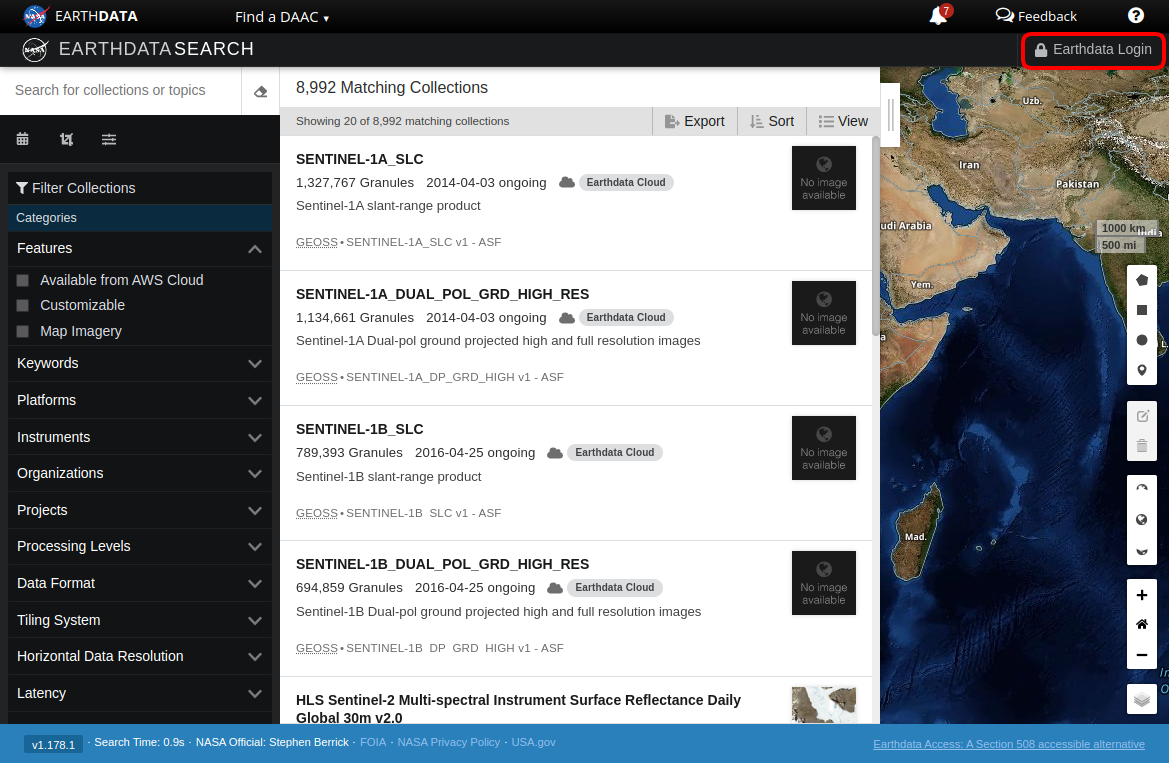 NASA EARTHDATA
Find a DAAC ▾
7
Feedback
?
NASA EARTHDATA SEARCH
Earthdata Login
Search for collections or topics
Filter Collections
Categories
Features
Available from AWS Cloud
Customizable
Map Imagery
Keywords
Platforms
Instruments
Organizations
Projects
Processing Levels
Data Format
Tiling System
Horizontal Data Resolution
Latency
8,992 Matching Collections
Showing 20 of 8,992 matching collections
Export
Sort
View
SENTINEL-1A_SLC
1,327,767 Granules 2014-04-03 ongoing Earthdata Cloud
Sentinel-1A slant-range product
GEOSS • SENTINEL-1A_SLC v1 - ASF
No image
available
SENTINEL-1A_DUAL_POL_GRD_HIGH_RES
1,134,661 Granules 2014-04-03 ongoing Earthdata Cloud
Sentinel-1A Dual-pol ground projected high and full resolution images
GEOSS • SENTINEL-1A_DP_GRD_HIGH v1 - ASF
No image
available
SENTINEL-1B_SLC
789,393 Granules 2016-04-25 ongoing Earthdata Cloud
Sentinel-1B slant-range product
GEOSS • SENTINEL-1B_SLC v1 - ASF
No image
available
SENTINEL-1B_DUAL_POL_GRD_HIGH_RES
694,859 Granules 2016-04-25 ongoing Earthdata Cloud
Sentinel-1B Dual-pol ground projected high and full resolution images
GEOSS • SENTINEL-1B_DP_GRD_HIGH v1 - ASF
No image
available
HLS Sentinel-2 Multi-spectral Instrument Surface Reflectance Daily
Global 30m v2.0
Uzb.
Iran
Pakistan
udi Arabia
1000 km
India
500 mi
Yem.
a
L.
Mad.
In
O
v1.178.1 · Search Time: 0.9s · NASA Official: Stephen Berrick · FOIA · NASA Privacy Policy · USA.gov
Earthdata Access: A Section 508 accessible alternative